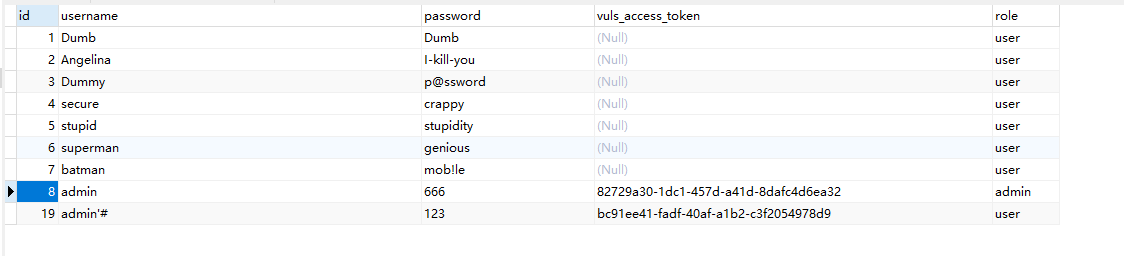 id username password vuls_access_token role
1 Dumb Dumb (Null) user
2 Angelina I-kill-you (Null) user
3 Dummy p@ssword (Null) user
4 secure crappy (Null) user
5 stupid stupidity (Null) user
6 superman genious (Null) user
7 batman mob!le (Null) user
8 admin 666 82729a30-1dc1-457d-a41d-8dafc4d6ea32 admin
19 admin'# 123 bc91ee41-fadf-40af-a1b2-c3f2054978d9 user